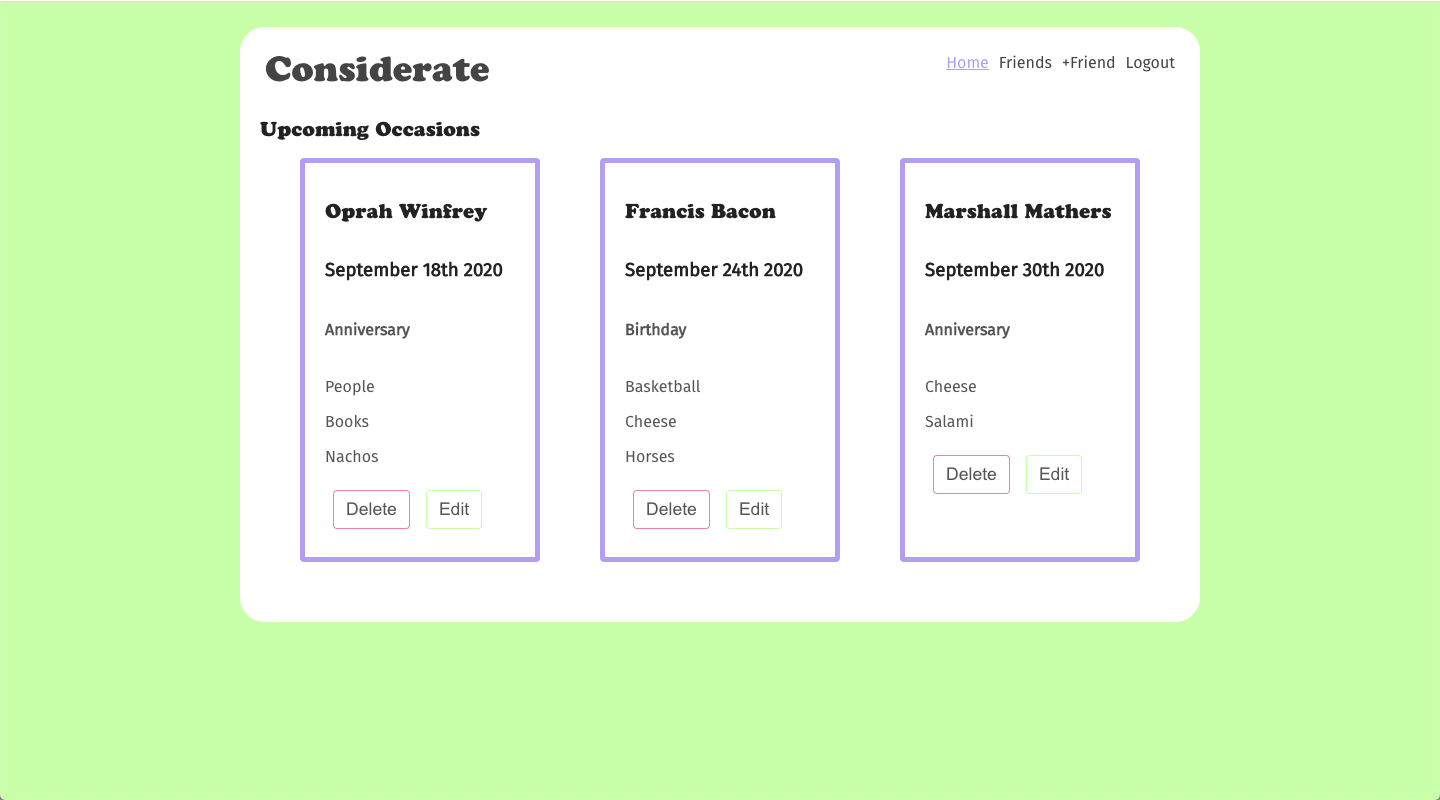 Considerate
Home Friends +Friend Logout
Upcoming Occasions
Oprah Winfrey
September 18th 2020
Anniversary
People
Books
Nachos
Delete Edit
Francis Bacon
September 24th 2020
Birthday
Basketball
Cheese
Horses
Delete Edit
Marshall Mathers
September 30th 2020
Anniversary
Cheese
Salami
Delete Edit